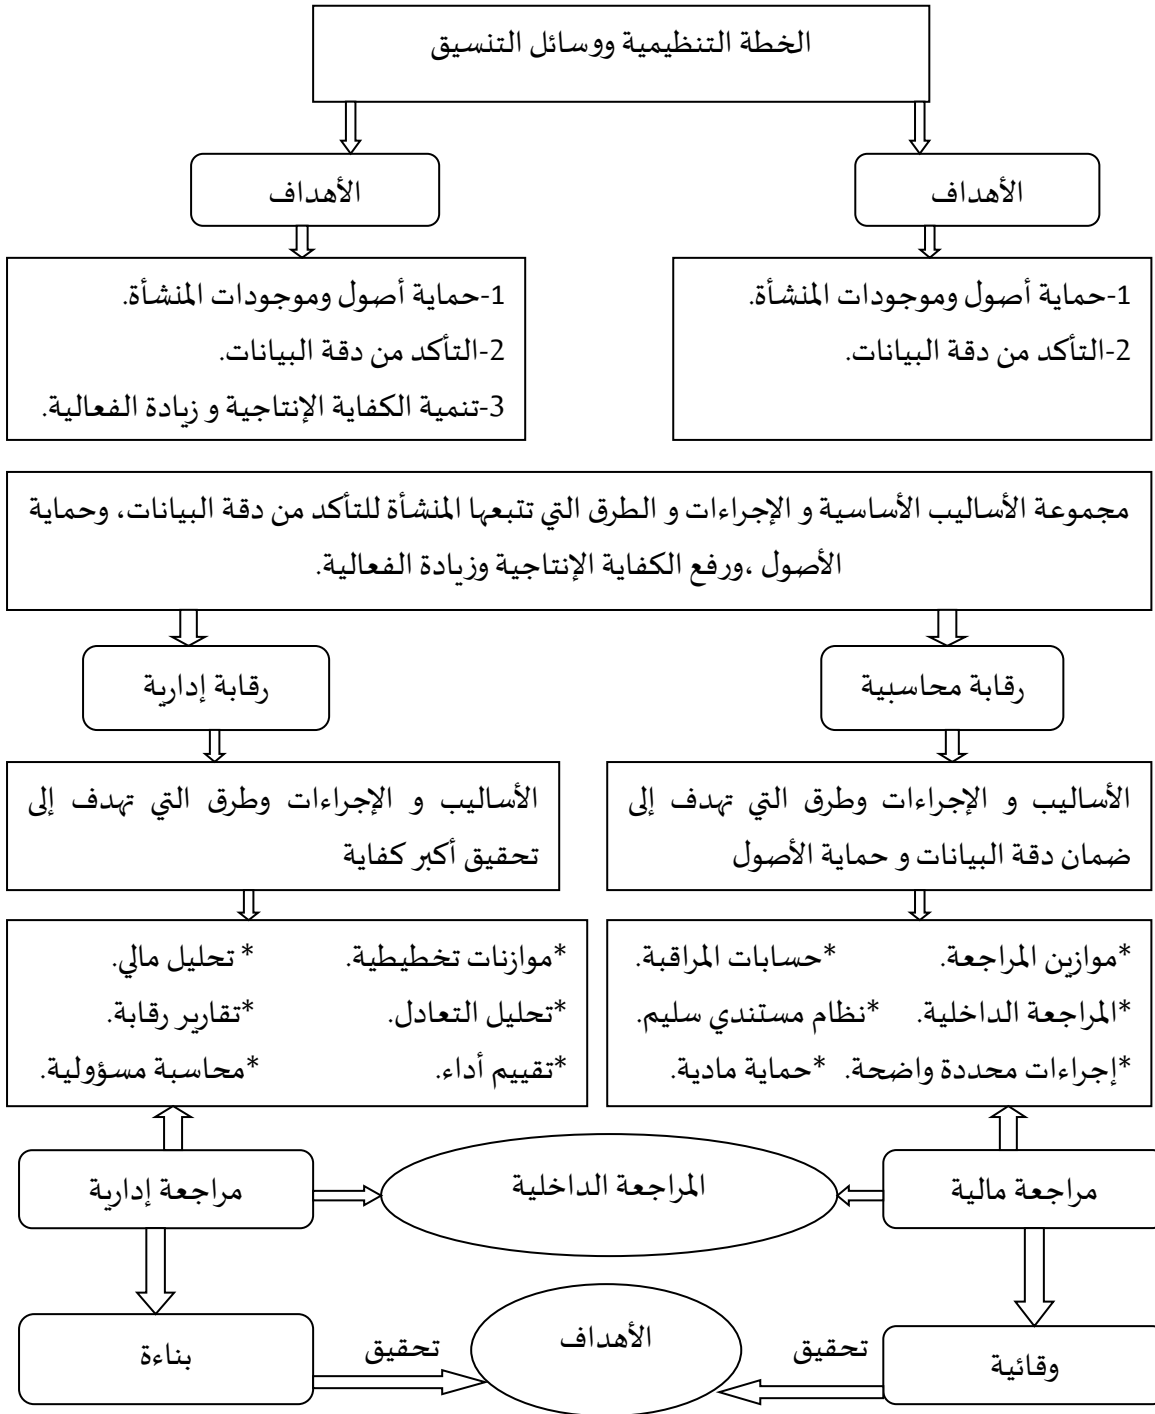 الخطة التنظيمية ووسائل التنسيق
الأهداف
الأهداف
1-حماية أصول وموجودات المنشأة.
2-التأكد من دقة البيانات.
1-حماية أصول وموجودات المنشأة.
2-التأكد من دقة البيانات.
3-تنمية الكفاية الإنتاجية و زيادة الفعالية.
مجموعة الأساليب الأساسية و الإجراءات و الطرق التي تتبعها المنشأة للتأكد من دقة البيانات، وحماية
الأصول ،ورفع الكفاية الإنتاجية وزيادة الفعالية.
رقابة محاسبية
رقابة إدارية
الأساليب و الإجراءات وطرق التي تهدف إلى
ضمان دقة البيانات و حماية الأصول
الأساليب و الإجراءات وطرق التي تهدف إلى
تحقيق أكبر كفاية
*موازين المراجعة. *حسابات المراقبة.
*المراجعة الداخلية. *نظام مستندي سليم.
*إجراءات محددة واضحة. *حماية مادية.
*موازنات تخطيطية. * تحليل مالي.
*تحليل التعادل. *تقارير رقابة.
*تقييم أداء. *محاسبة مسؤولية.
مراجعة مالية
المراجعة الداخلية
مراجعة إدارية
وقائية
تحقيق
الأهداف
تحقيق
بناءة